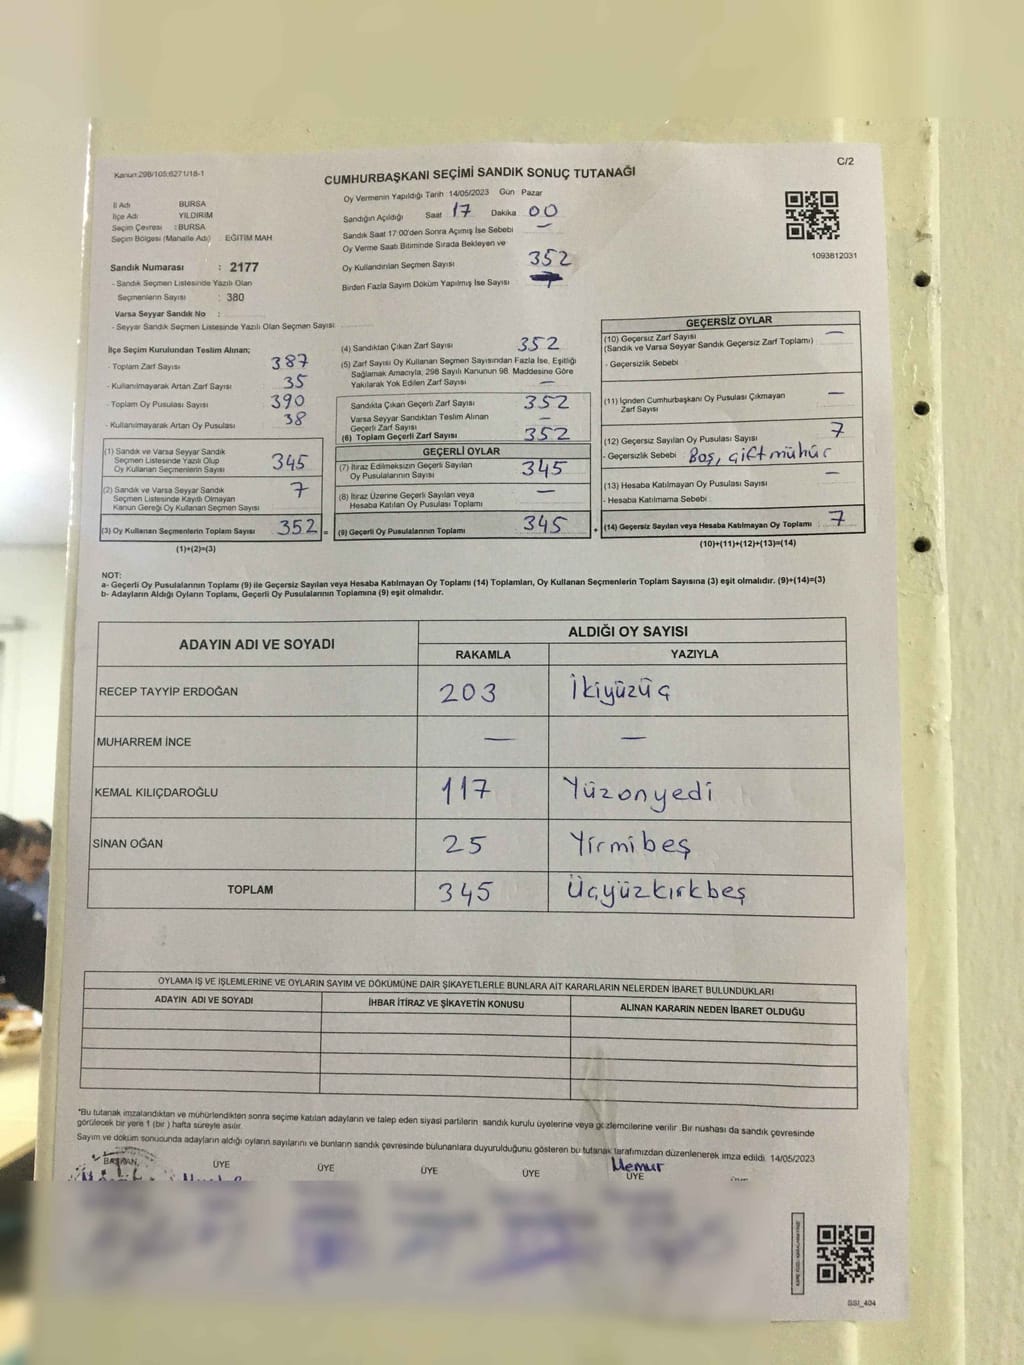 Kanun:298/105;6271/18-1
C/2
CUMHURBAŞKANI SEÇİMİ SANDIK SONUÇ TUTANAĞI
İl Adı BURSA
İlçe Adı YILDIRIM
Seçim Çevresi : BURSA
Seçim Bölgesi (Mahalle Adı) EĞİTİM MAH
Sandık Numarası : 2177
- Sandık Seçmen Listesinde Yazılı Olan
Seçmenlerin Sayısı : 380
Varsa Seyyar Sandık No :
- Seyyar Sandık Seçmen Listesinde Yazılı Olan Seçmen Sayısı
Oy Vermenin Yapıldığı Tarih 14/05/2023 Gün Pazar
Sandığın Açıldığı Saat 17 Dakika 00
Sandık Saat 17:00'den Sonra Açımış İse Sebebi —
Oy Verme Saati Bitiminde Sırada Bekleyen ve
Oy Kullandırılan Seçmen Sayısı 352
Birden Fazla Sayım Döküm Yapılmış İse Sayısı
1093812031
İlçe Seçim Kurulundan Teslim Alınan;
- Toplam Zarf Sayısı 387
- Kullanılmayarak Artan Zarf Sayısı 35
- Toplam Oy Pusulası Sayısı 390
- Kullanılmayarak Artan Oy Pusulası 38
(1) Sandık ve Varsa Seyyar Sandık
Seçmen Listesinde Yazılı Olup
Oy Kullanan Seçmenlerin Sayısı 345
(2) Sandık ve Varsa Seyyar Sandık
Seçmen Listesinde Kayıtlı Olmayan
Kanun Gereği Oy Kullanan Seçmen Sayısı 7
(3) Oy Kullanan Seçmenlerin Toplam Sayısı 352 =
(1)+(2)=(3)
(4) Sandıktan Çıkan Zarf Sayısı 352
(5) Zarf Sayısı Oy Kullanan Seçmen Sayısından Fazla İse, Eşitliği
Sağlamak Amacıyla, 298 Sayılı Kanunun 98. Maddesine Göre
Yakılarak Yok Edilen Zarf Sayısı —
Sandıkta Çıkan Geçerli Zarf Sayısı 352
Varsa Seyyar Sandıktan Teslim Alınan
Geçerli Zarf Sayısı —
(6) Toplam Geçerli Zarf Sayısı 352
GEÇERLİ OYLAR
(7) İtiraz Edilmeksizin Geçerli Sayılan
Oy Pusulalarının Sayısı 345
(8) İtiraz Üzerine Geçerli Sayılan veya
Hesaba Katılan Oy Pusulası Toplamı —
(9) Geçerli Oy Pusulalarının Toplamı 345 +
GEÇERSİZ OYLAR
(10) Geçersiz Zarf Sayısı —
(Sandık ve Varsa Seyyar Sandık Geçersiz Zarf Toplamı)
- Geçersizlik Sebebi
(11) İçinden Cumhurbaşkanı Oy Pusulası Çıkmayan
Zarf Sayısı —
(12) Geçersiz Sayılan Oy Pusulası Sayısı 7
- Geçersizlik Sebebi Boş, çift mühür
(13) Hesaba Katılmayan Oy Pusulası Sayısı —
- Hesaba Katılmama Sebebi
(14) Geçersiz Sayılan veya Hesaba Katılmayan Oy Toplamı 7
(10)+(11)+(12)+(13)=(14)
NOT:
a- Geçerli Oy Pusulalarının Toplamı (9) ile Geçersiz Sayılan veya Hesaba Katılmayan Oy Toplamı (14) Toplamları, Oy Kullanan Seçmenlerin Toplam Sayısına (3) eşit olmalıdır. (9)+(14)=(3)
b- Adayların Aldığı Oyların Toplamı, Geçerli Oy Pusulalarının Toplamına (9) eşit olmalıdır.
ADAYIN ADI VE SOYADI
ALDIĞI OY SAYISI
RAKAMLA YAZIYLA
RECEP TAYYİP ERDOĞAN 203 İkiyüzüç
MUHARREM İNCE — —
KEMAL KILIÇDAROĞLU 117 Yüzonyedi
SİNAN OĞAN 25 Yirmibeş
TOPLAM 345 Üçyüzkırkbeş
OYLAMA İŞ VE İŞLEMLERİNE VE OYLARIN SAYIM VE DÖKÜMÜNE DAİR ŞİKAYETLERLE BUNLARA AİT KARARLARIN NELERDEN İBARET BULUNDUKLARI
ADAYIN ADI VE SOYADI İHBAR İTİRAZ VE ŞİKAYETİN KONUSU ALINAN KARARIN NEDEN İBARET OLDUĞU
*Bu tutanak imzalandıktan ve mühürlendikten sonra seçime katılan adayların ve talep eden siyasi partilerin sandık kurulu üyelerine veya gözlemcilerine verilir. Bir nüshası da sandık çevresinde
görülecek bir yere 1 (bir) hafta süreyle asılır.
Sayım ve döküm sonucunda adayların aldığı oyların sayılarını ve bunların sandık çevresinde bulunanlara duyurulduğunu gösteren bu tutanak tarafımızdan düzenlenerek imza edildi. 14/05/2023
BAŞKAN ÜYE ÜYE ÜYE ÜYE Memur
ÜYE
GSI_404